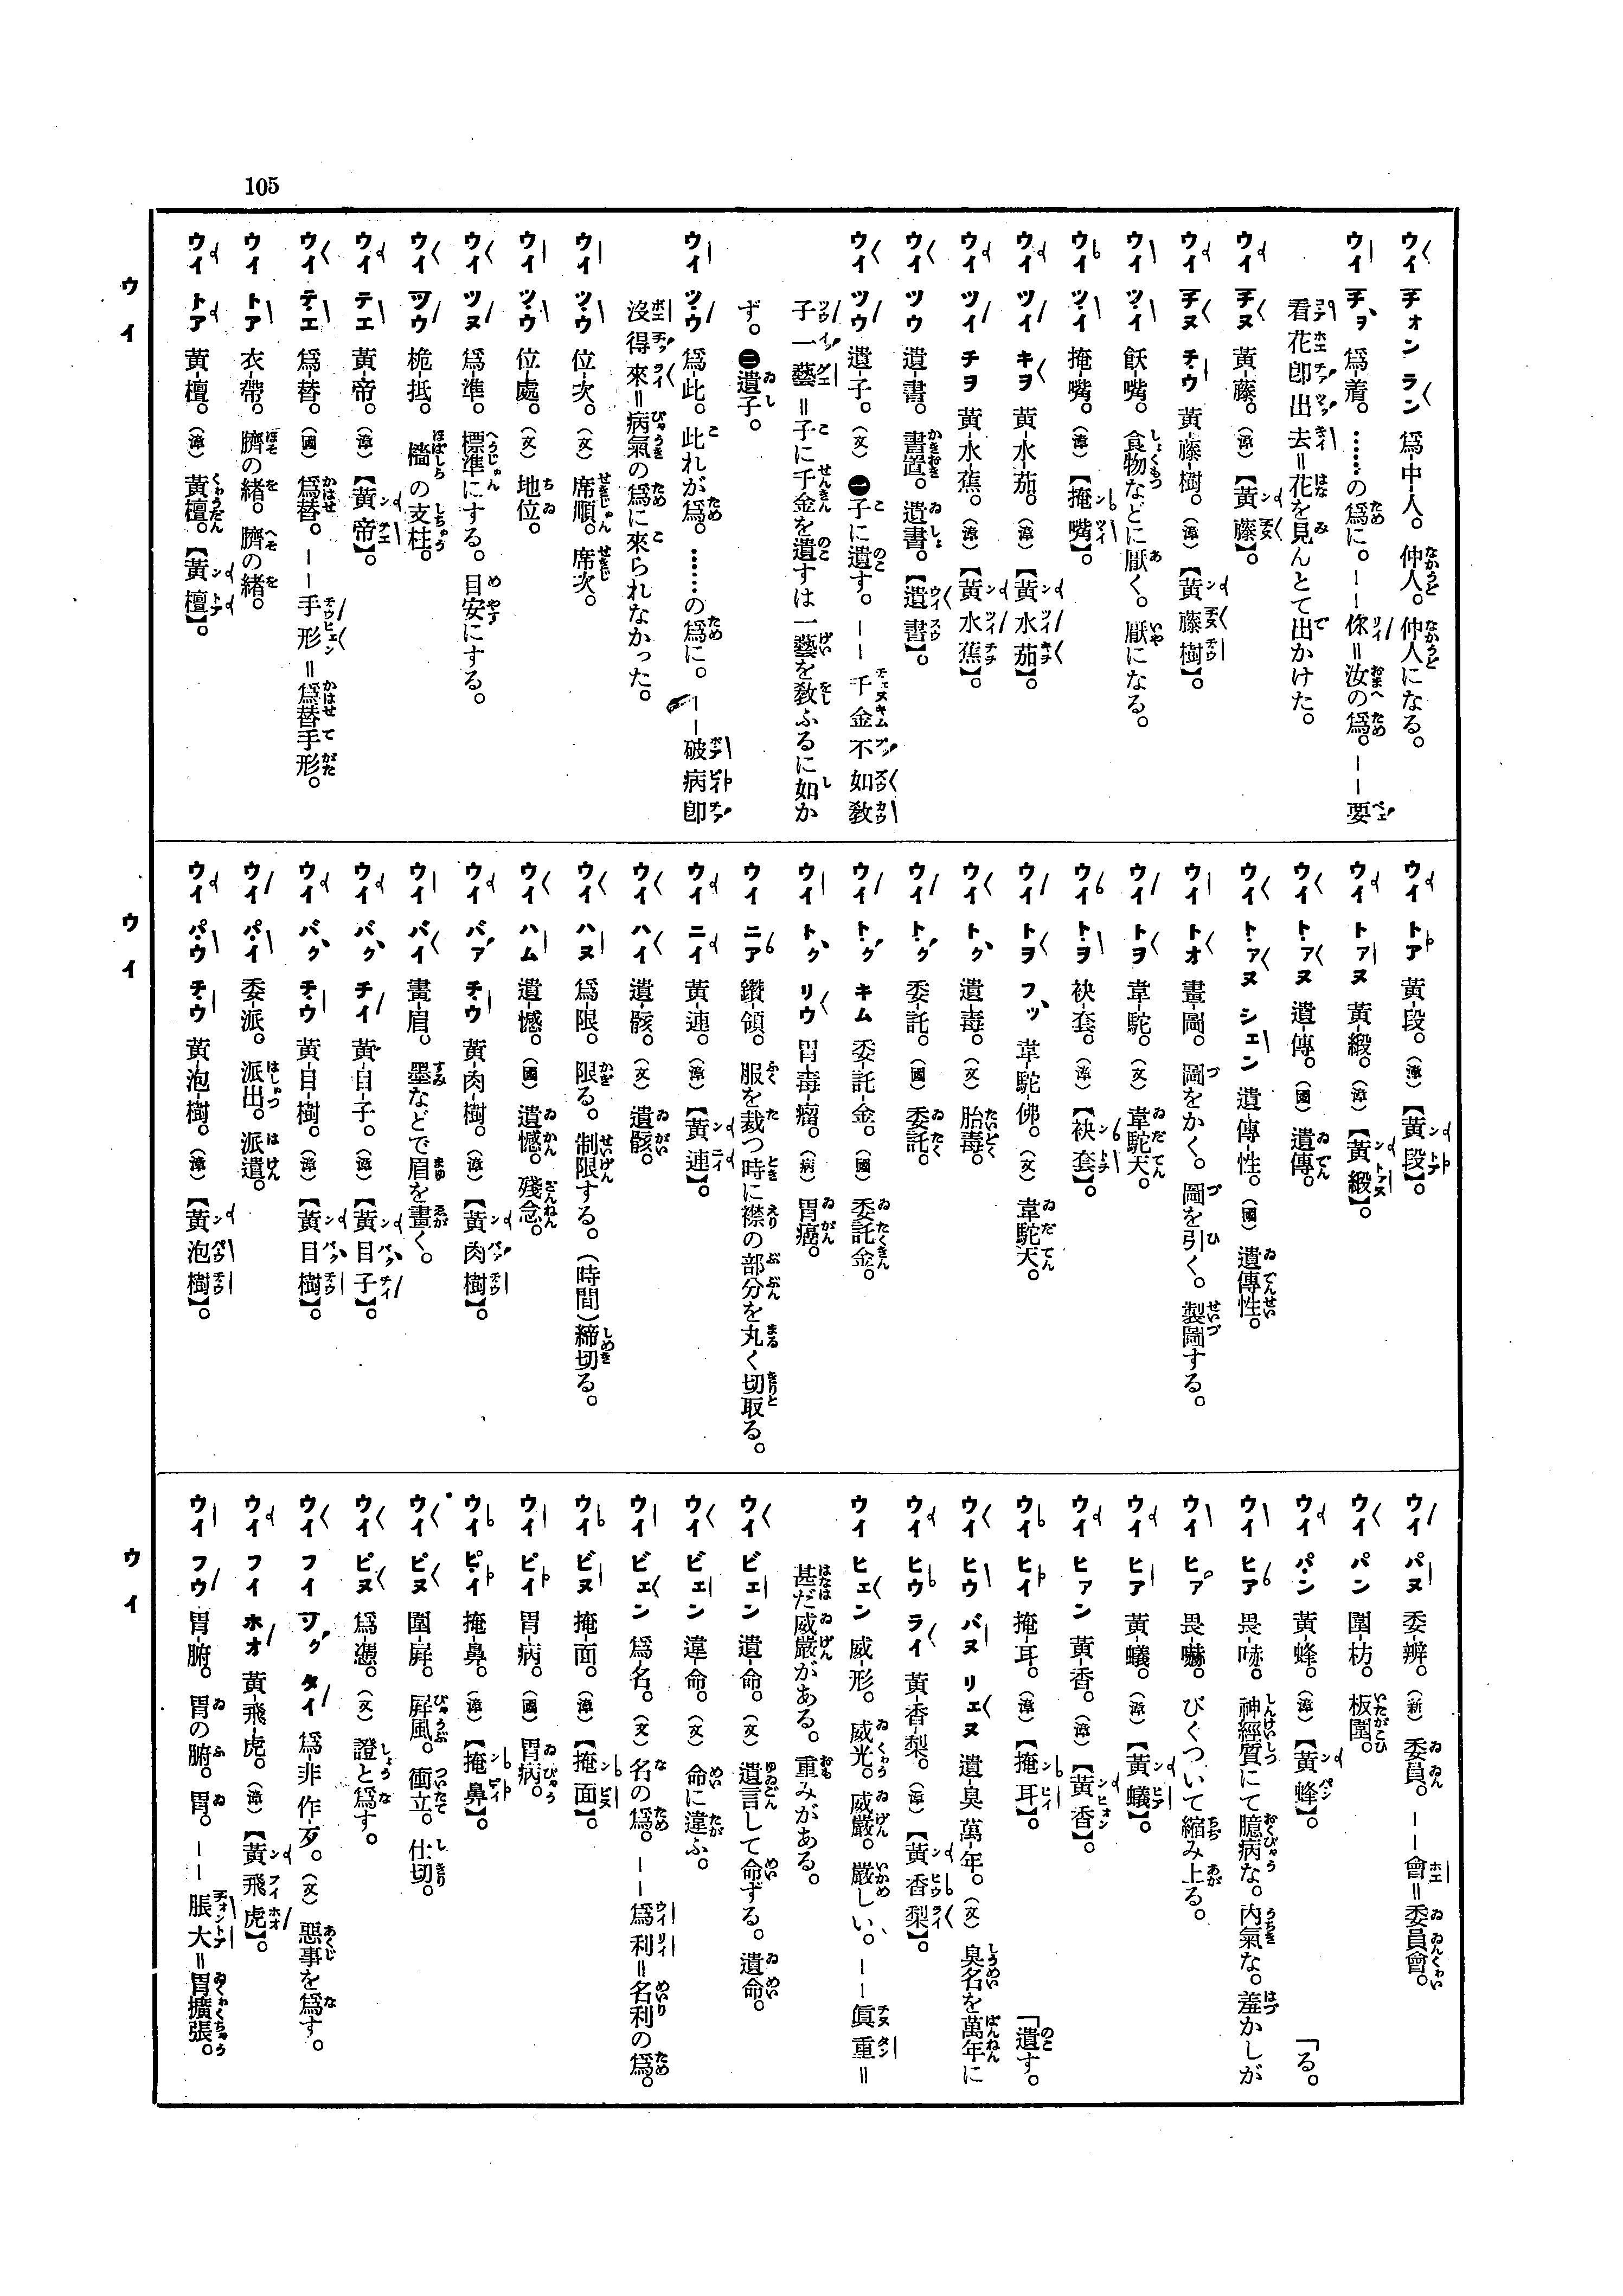 105
ウイ チオン ラン 爲-中-人。仲人。仲人になる。
ウイ チヲ 爲-着。……の爲に。——你＝汝の爲。——要
看花卽出去＝花を見んとて出かけた。
ウイ チヌ 黃-藤。（漳）【黃藤】。
ウイ チヌ チウ 黃-藤-樹。（漳）【黃藤樹】。
ウイ ツイ 飫-嘴。食物などに厭く。厭になる。
ウイ ツイ 掩-嘴。（漳）【掩嘴】。
ウイ ツイ キヲ 黃-水-茄。（漳）【黃水茄】。
ウイ ツイ チヲ 黃-水-蕉。（漳）【黃水蕉】。
ウイ ツウ 遺-書。書置。遺書。【遺書】。
ウイ ツウ 遺-子。（文）㊀子に遺す。——千金不如敎
子一藝＝子に千金を遺すは一藝を敎ふるに如か
ず。㊁遺子。
ウイ ツウ 爲-此。此れが爲。……の爲に。——破病卽
沒得來＝病氣の爲に來られなかった。
ウイ ツウ 位-次。（文）席順。席次。
ウイ ツウ 位-處。（文）地位。
ウイ ツヌ 爲-準。標準にする。目安にする。
ウイ ツウ 桅-抵。檣の支柱。
ウイ テエ 黃-帝。（漳）【黃帝】。
ウイ テエ 爲-替。（國）爲替。——手形＝爲替手形。
ウイ トア 衣-帶。臍の緒。臍の緒。
ウイ トア 黃-檀。（漳）黃檀。【黃檀】。
ウイ
ウイ トア 黃-段。（漳）【黃段】。
ウイ トァヌ 黃-緞。（漳）【黃緞】。
ウイ トァヌ 遺-傳。（國）遺傳。
ウイ トァヌ シェン 遺-傳-性。（國）遺傳性。
ウイ トオ 畫-圖。圖をかく。圖を引く。製圖する。
ウイ トヲ 韋-駝。（文）韋駝天。
ウイ トヲ 袂-套。（漳）【袂套】。
ウイ トヲ フッ 韋-駝-佛。（文）韋駝天。
ウイ トク 遺-毒。（文）胎毒。
ウイ トク 委-託。（國）委託。
ウイ トク キム 委-託-金。（國）委託金。
ウイ トク リウ 胃-毒-瘤。（病）胃癌。
ウイ ニア 鑽-領。服を裁つ時に襟の部分を丸く切取る。
ウイ ニイ 黃-連。（漳）【黃連】。
ウイ ハイ 遺-骸。（文）遺骸。
ウイ ハヌ 爲-限。限る。制限する。（時間）締切る。
ウイ ハム 遺-憾。（國）遺憾。殘念。
ウイ バァ チウ 黃-肉-樹。（漳）【黃肉樹】。
ウイ バイ 畫-眉。墨などで眉を畫く。
ウイ バク チイ 黃-目-子。（漳）【黃目子】。
ウイ バク チウ 黃-目-樹。（漳）【黃目樹】。
ウイ パイ 委-派。派出。派遣。
ウイ パウ チウ 黃-泡-樹。（漳）【黃泡樹】。
ウイ
ウイ パヌ 委-辦。（新）委員。——會＝委員會。
ウイ パン 圍-枋。板圍。
ウイ パン 黃-蜂。（漳）【黃蜂】。
「る。
ウイ ヒア 畏-哧。神經質にて臆病な。內氣な。羞かしが
ウイ ヒア 畏-嚇。びくついて縮み上る。
ウイ ヒア 黃-蟻。（漳）【黃蟻】。
ウイ ヒァン 黃-香。（漳）【黃香】。
ウイ ヒイ 掩-耳。（漳）【掩耳】。
「遺す。
ウイ ヒウ バヌ リェヌ 遺-臭 萬-年。（文）臭名を萬年に
ウイ ヒウ ライ 黃-香-梨。（漳）【黃香梨】。
ウイ ヒェン 威-形。威光。威嚴。嚴しい。——眞重＝
甚だ威嚴がある。重みがある。
ウイ ビェン 遺-命。（文）遺言して命ずる。遺命。
ウイ ビェン 違-命。（文）命に違ふ。
ウイ ビェン 爲-名。（文）名の爲。——爲利＝名利の爲。
ウイ ビヌ 掩-面。（漳）【掩面】。
ウイ ピイ 胃-病。（國）胃病。
ウイ ピイ 掩-鼻。（漳）【掩鼻】。
ウイ ピヌ 圍-屛。屛風。衝立。仕切。
ウイ ピヌ 爲-憑。（文）證と爲す。
ウイ フイ ツク タイ 爲-非-作-歹。（文）惡事を爲す。
ウイ フイ ホオ 黃-飛-虎。（漳）【黃飛虎】。
ウイ フウ 胃-腑。胃の腑。胃。——脹大＝胃擴張。
ウイ